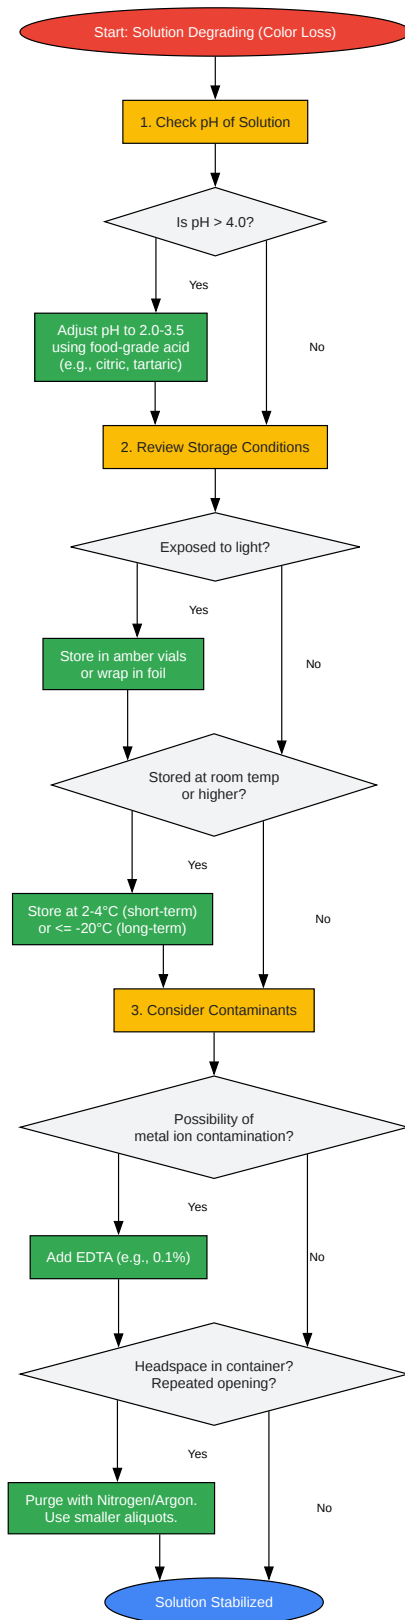 Start: Solution Degrading (Color Loss)
1. Check pH of Solution
Is pH > 4.0?
Yes
Adjust pH to 2.0-3.5
using food-grade acid
(e.g., citric, tartaric)
No
2. Review Storage Conditions
Exposed to light?
Yes
Store in amber vials
or wrap in foil
No
Stored at room temp
or higher?
Yes
Store at 2-4°C (short-term)
or <= -20°C (long-term)
No
3. Consider Contaminants
Possibility of
metal ion contamination?
Yes
Add EDTA (e.g., 0.1%)
No
Headspace in container?
Repeated opening?
Yes
Purge with Nitrogen/Argon.
Use smaller aliquots.
No
Solution Stabilized